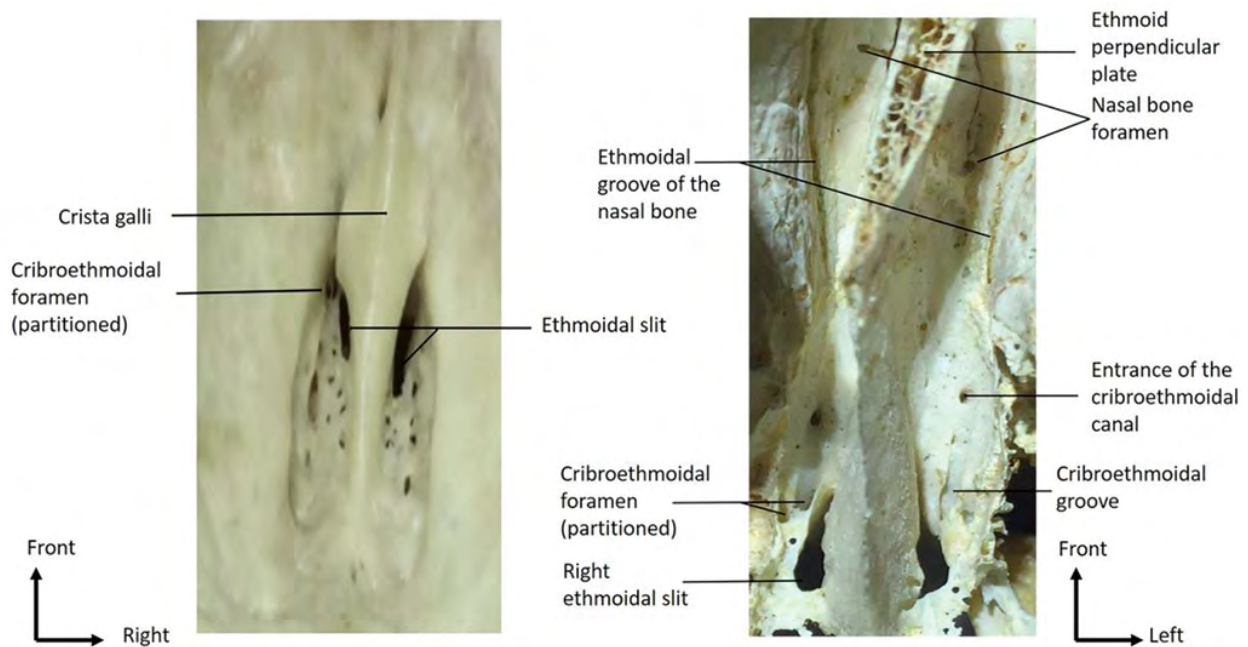 Crista galli
Cribroethmoidal
foramen
(partitioned)
Ethmoidal slit
Front
Right
Ethmoid
perpendicular
plate
Nasal bone
foramen
Ethmoidal
groove of the
nasal bone
Entrance of the
cribroethmoidal
canal
Cribroethmoidal
foramen
(partitioned)
Cribroethmoidal
groove
Right
ethmoidal slit
Front
Left